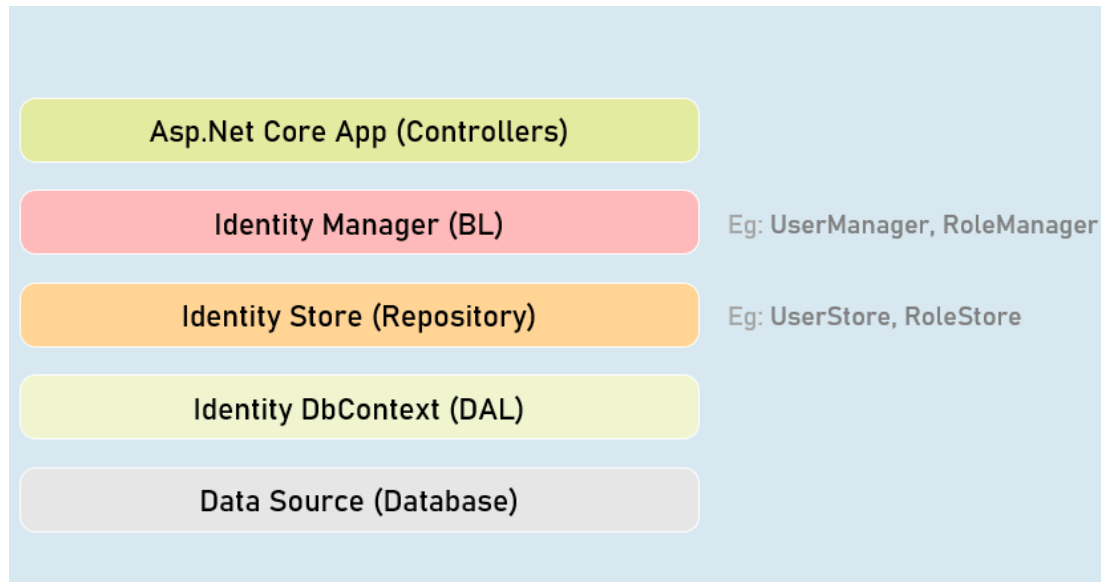 Asp.Net Core App (Controllers)
Identity Manager (BL) Eg: UserManager, RoleManager
Identity Store (Repository) Eg: UserStore, RoleStore
Identity DbContext (DAL)
Data Source (Database)